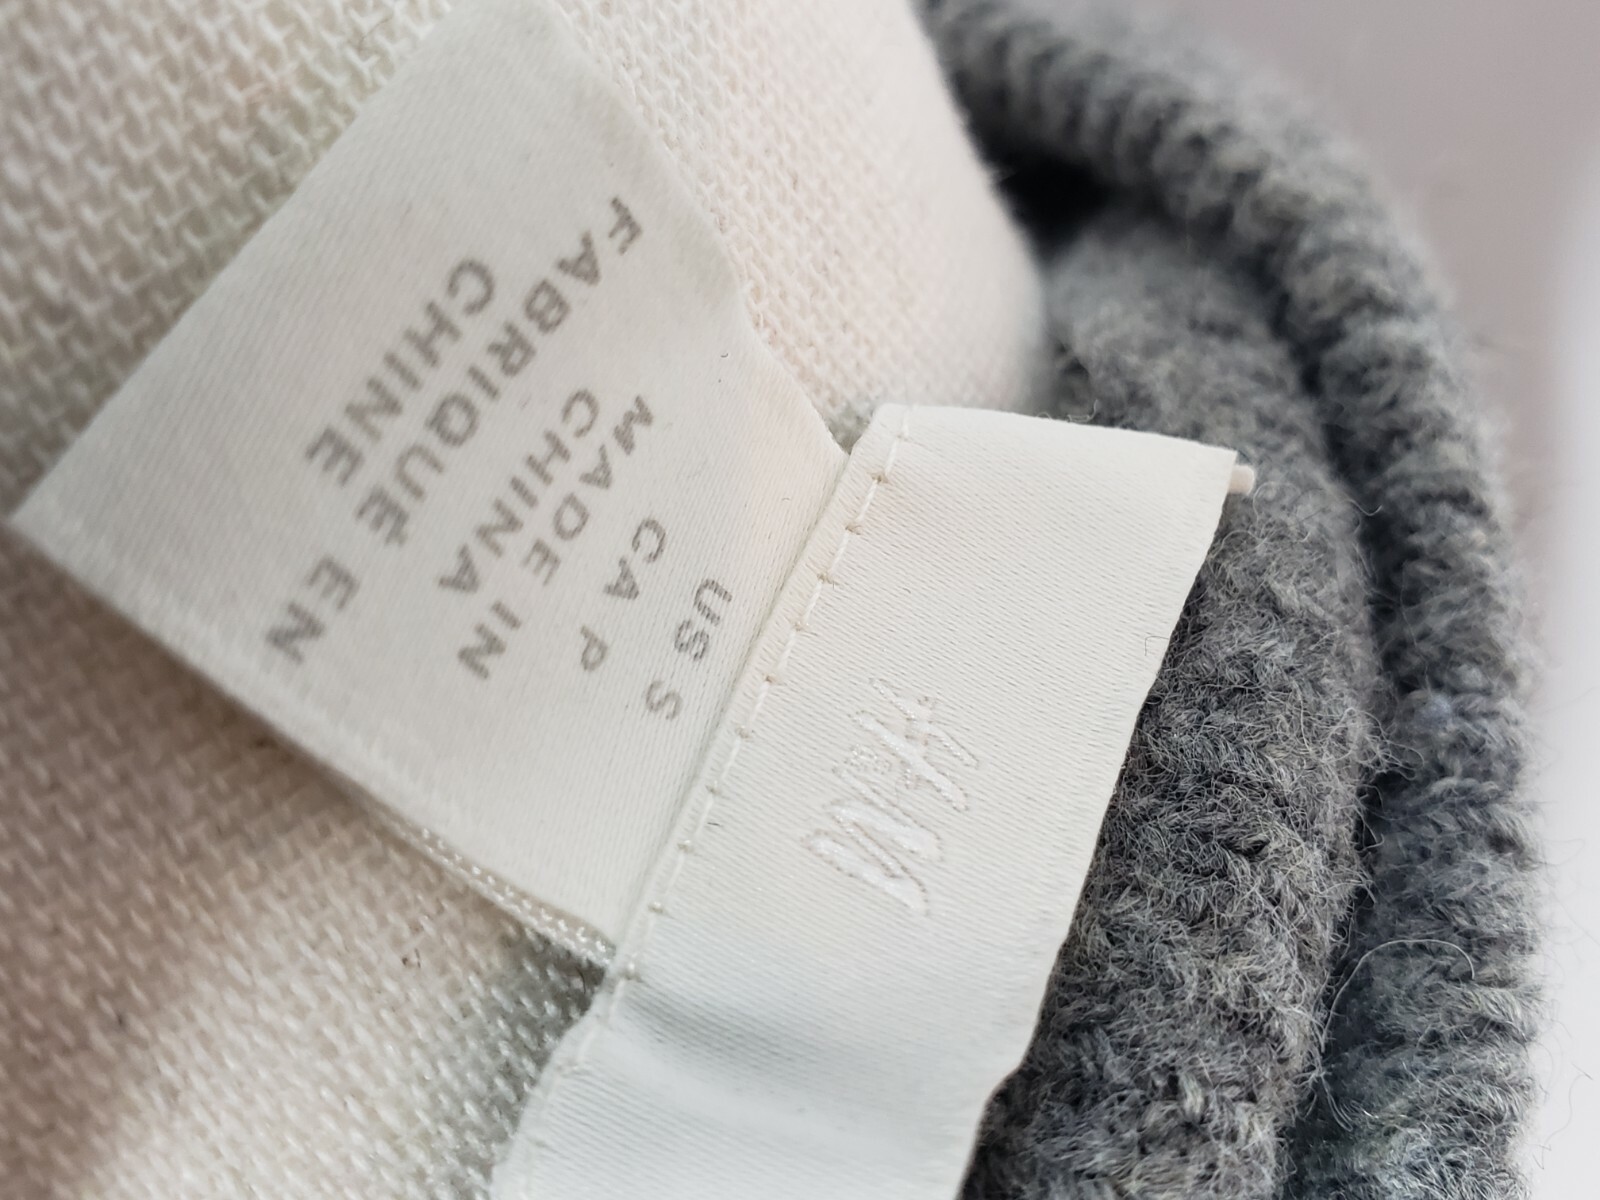 H&M
US S
CA P
MADE IN
CHINA
FABRIQUÉ EN
CHINE